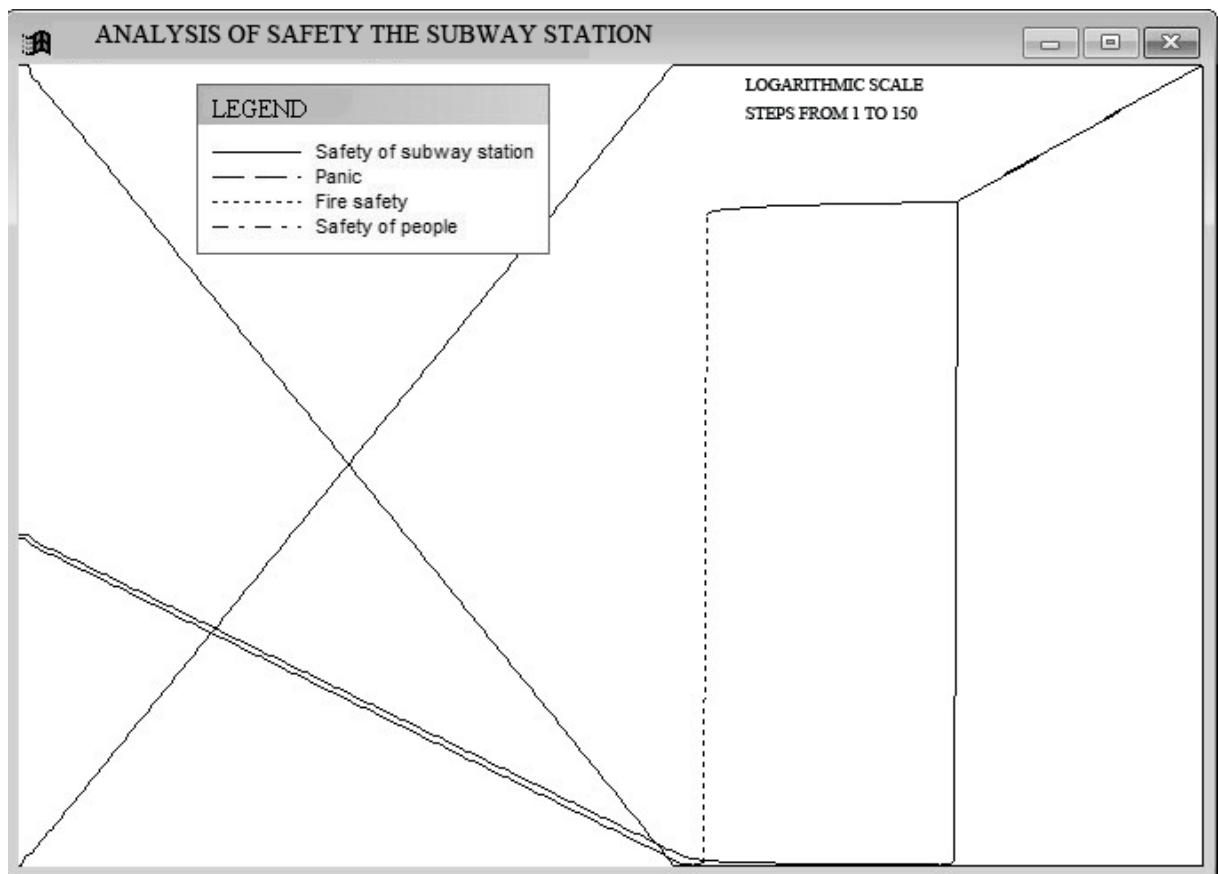 ANALYSIS OF SAFETY THE SUBWAY STATION
LOGARITHMIC SCALE
STEPS FROM 1 TO 150
LEGEND
Safety of subway station
Panic
Fire safety
Safety of people